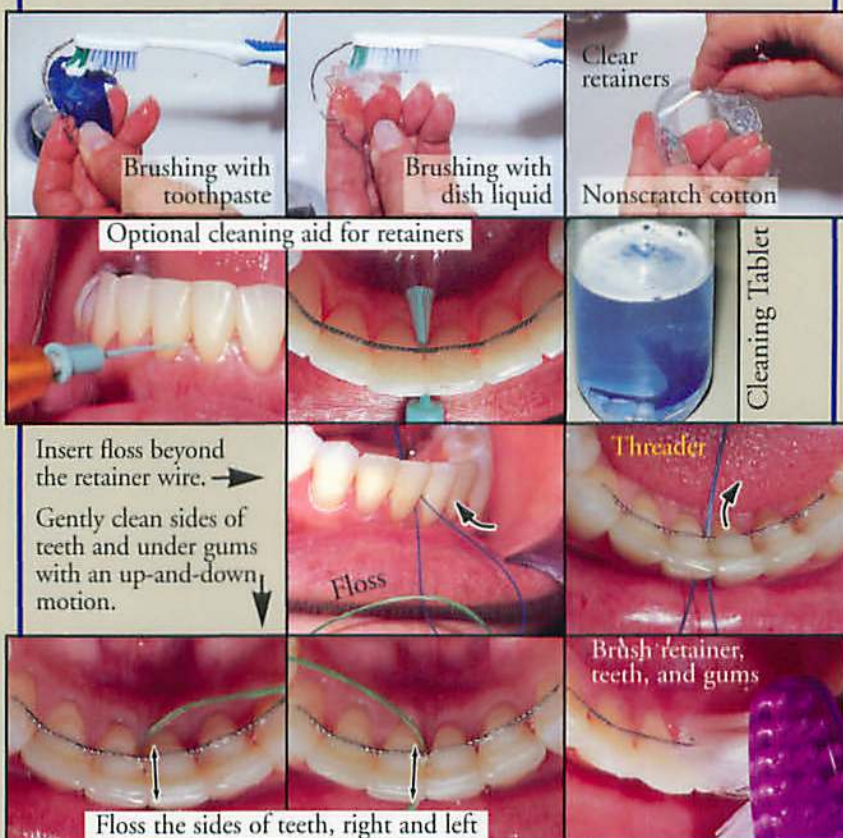 Brushing with
toothpaste
Brushing with
dish liquid
Clear
retainers
Nonscratch cotton
Optional cleaning aid for retainers
Cleaning Tablet
Insert floss beyond
the retainer wire.
Gently clean sides of
teeth and under gums
with an up-and-down
motion.
Floss
Threader
Floss the sides of teeth, right and left
Brush retainer,
teeth, and gums